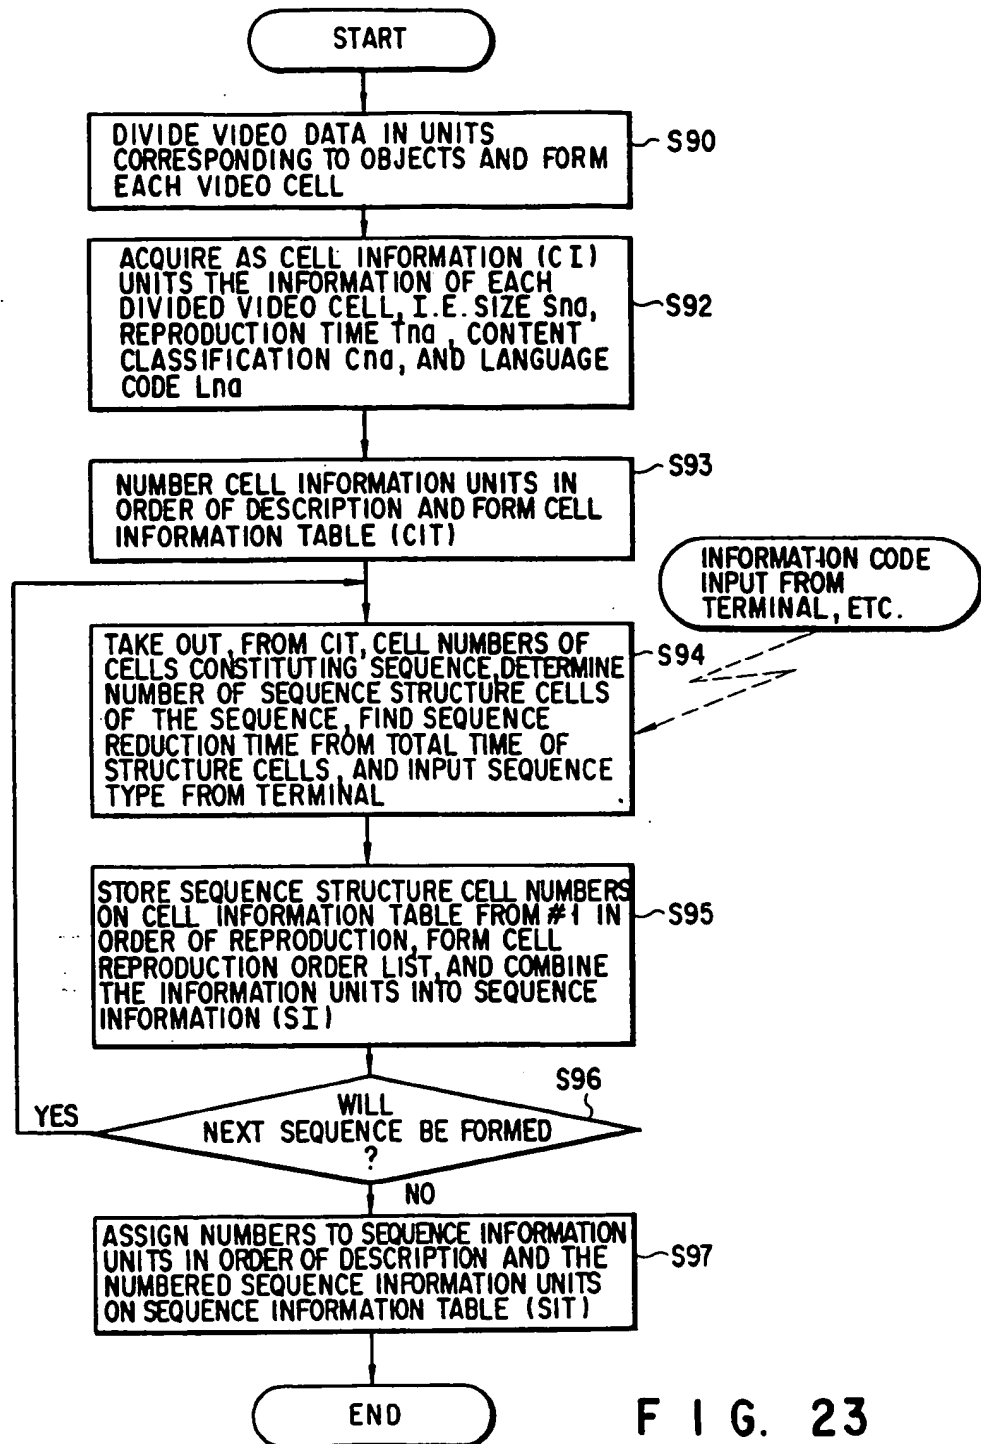 START
DIVIDE VIDEO DATA IN UNITS
CORRESPONDING TO OBJECTS AND FORM
EACH VIDEO CELL
S90
ACQUIRE AS CELL INFORMATION (CI)
UNITS THE INFORMATION OF EACH
DIVIDED VIDEO CELL, I.E. SIZE Sna,
REPRODUCTION TIME Tna, CONTENT
CLASSIFICATION Cna, AND LANGUAGE
CODE Lna
S92
NUMBER CELL INFORMATION UNITS IN
ORDER OF DESCRIPTION AND FORM CELL
INFORMATION TABLE (CIT)
S93
INFORMATION CODE
INPUT FROM
TERMINAL, ETC.
TAKE OUT, FROM CIT, CELL NUMBERS OF
CELLS CONSTITUTING SEQUENCE, DETERMINE
NUMBER OF SEQUENCE STRUCTURE CELLS
OF THE SEQUENCE, FIND SEQUENCE
REDUCTION TIME FROM TOTAL TIME OF
STRUCTURE CELLS, AND INPUT SEQUENCE
TYPE FROM TERMINAL
S94
STORE SEQUENCE STRUCTURE CELL NUMBERS
ON CELL INFORMATION TABLE FROM #1 IN
ORDER OF REPRODUCTION, FORM CELL
REPRODUCTION ORDER LIST, AND COMBINE
THE INFORMATION UNITS INTO SEQUENCE
INFORMATION (SI)
S95
S96
YES
WILL
NEXT SEQUENCE BE FORMED
?
NO
ASSIGN NUMBERS TO SEQUENCE INFORMATION
UNITS IN ORDER OF DESCRIPTION AND THE
NUMBERED SEQUENCE INFORMATION UNITS
ON SEQUENCE INFORMATION TABLE (SIT)
S97
END
FIG. 23